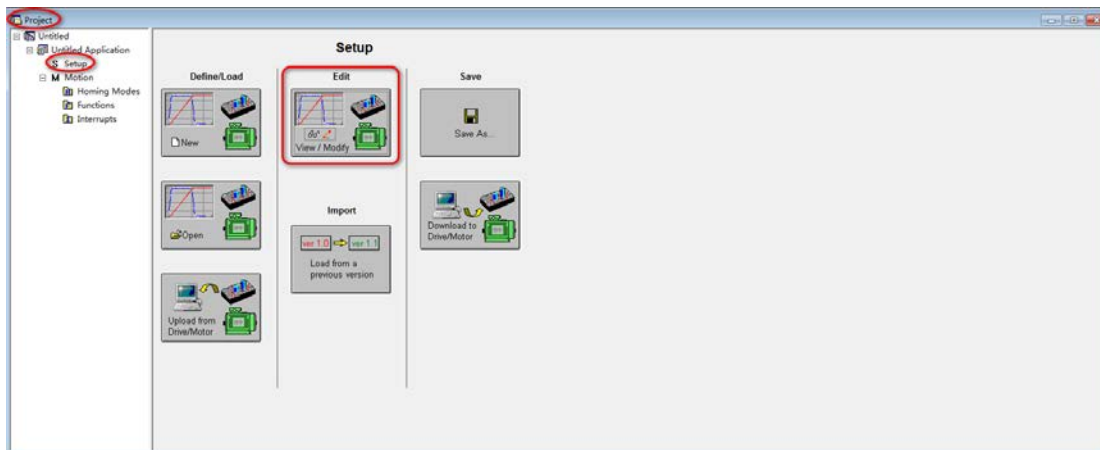 Project
Untitled
Untitled Application
S Setup
M Motion
Homing Modes
Functions
Interrupts
Setup
Define/Load
Edit
Save
New
View / Modify
Save As...
Open
Import
ver 1.0
ver 1.1
Load from a
previous version
Download to
Drive/Motor
Upload from
Drive/Motor